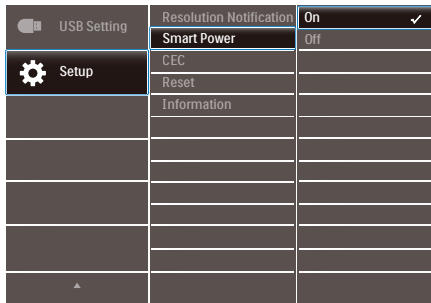 USB Setting
Setup
Resolution Notification
Smart Power
CEC
Reset
Information
On
Off